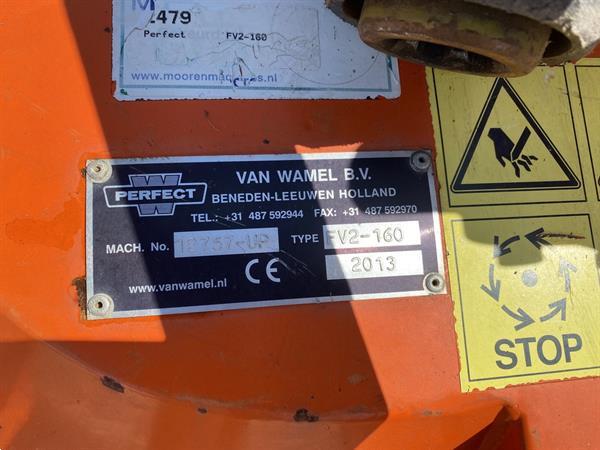 M
2479
Perfect FV2-160
www.moorenmachines.nl
PERFECT
W
VAN WAMEL B.V.
BENEDEN-LEEUWEN HOLLAND
TEL.: +31 487 592944 FAX: +31 487 592970
MACH. No. TYPE FV2-160
2013
CE
www.vanwamel.nl
STOP